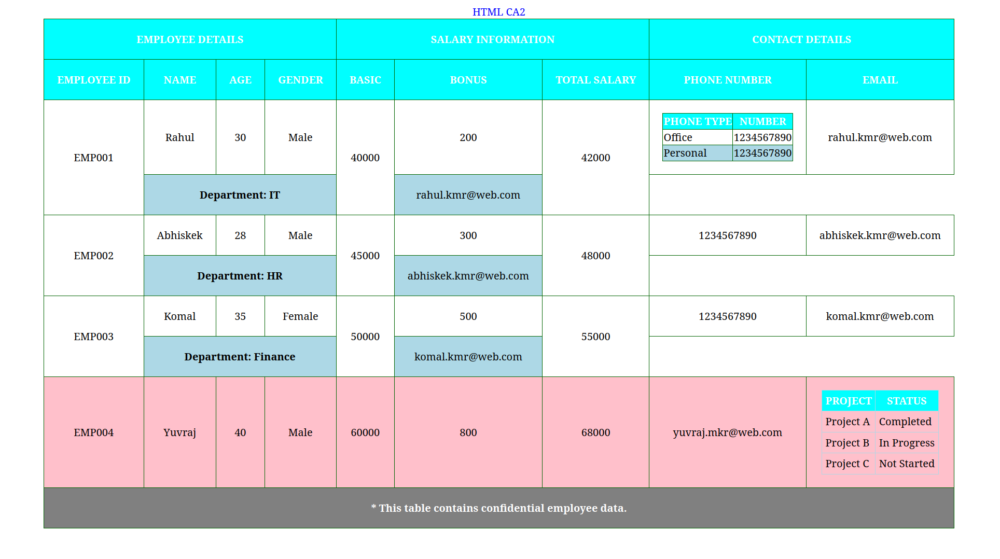 HTML CA2
EMPLOYEE DETAILS SALARY INFORMATION CONTACT DETAILS
EMPLOYEE ID NAME AGE GENDER BASIC BONUS TOTAL SALARY PHONE NUMBER EMAIL
EMP001 Rahul 30 Male 40000 200 42000
PHONE TYPE NUMBER
Office 1234567890
Personal 1234567890
rahul.kmr@web.com
Department: IT rahul.kmr@web.com
EMP002 Abhiskek 28 Male 45000 300 48000 1234567890 abhiskek.kmr@web.com
Department: HR abhiskek.kmr@web.com
EMP003 Komal 35 Female 50000 500 55000 1234567890 komal.kmr@web.com
Department: Finance komal.kmr@web.com
EMP004 Yuvraj 40 Male 60000 800 68000 yuvraj.mkr@web.com
PROJECT STATUS
Project A Completed
Project B In Progress
Project C Not Started
* This table contains confidential employee data.